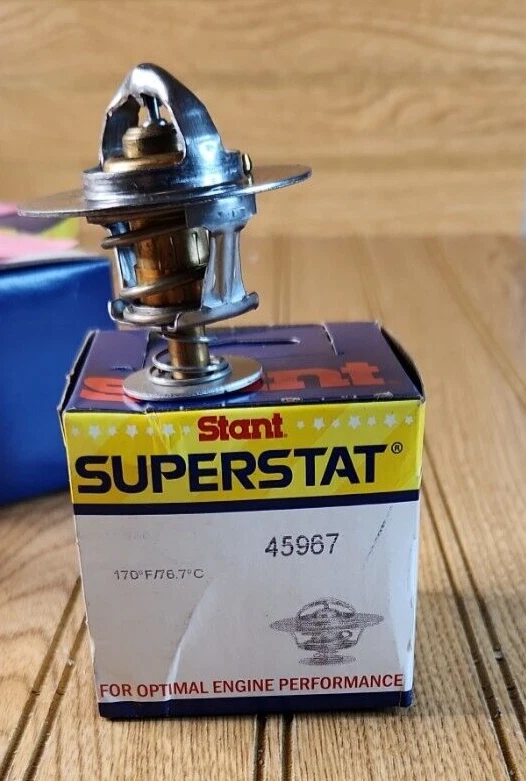 Stant
Stant.
SUPERSTAT®
45967
170°F/76.7°C
FOR OPTIMAL ENGINE PERFORMANCE